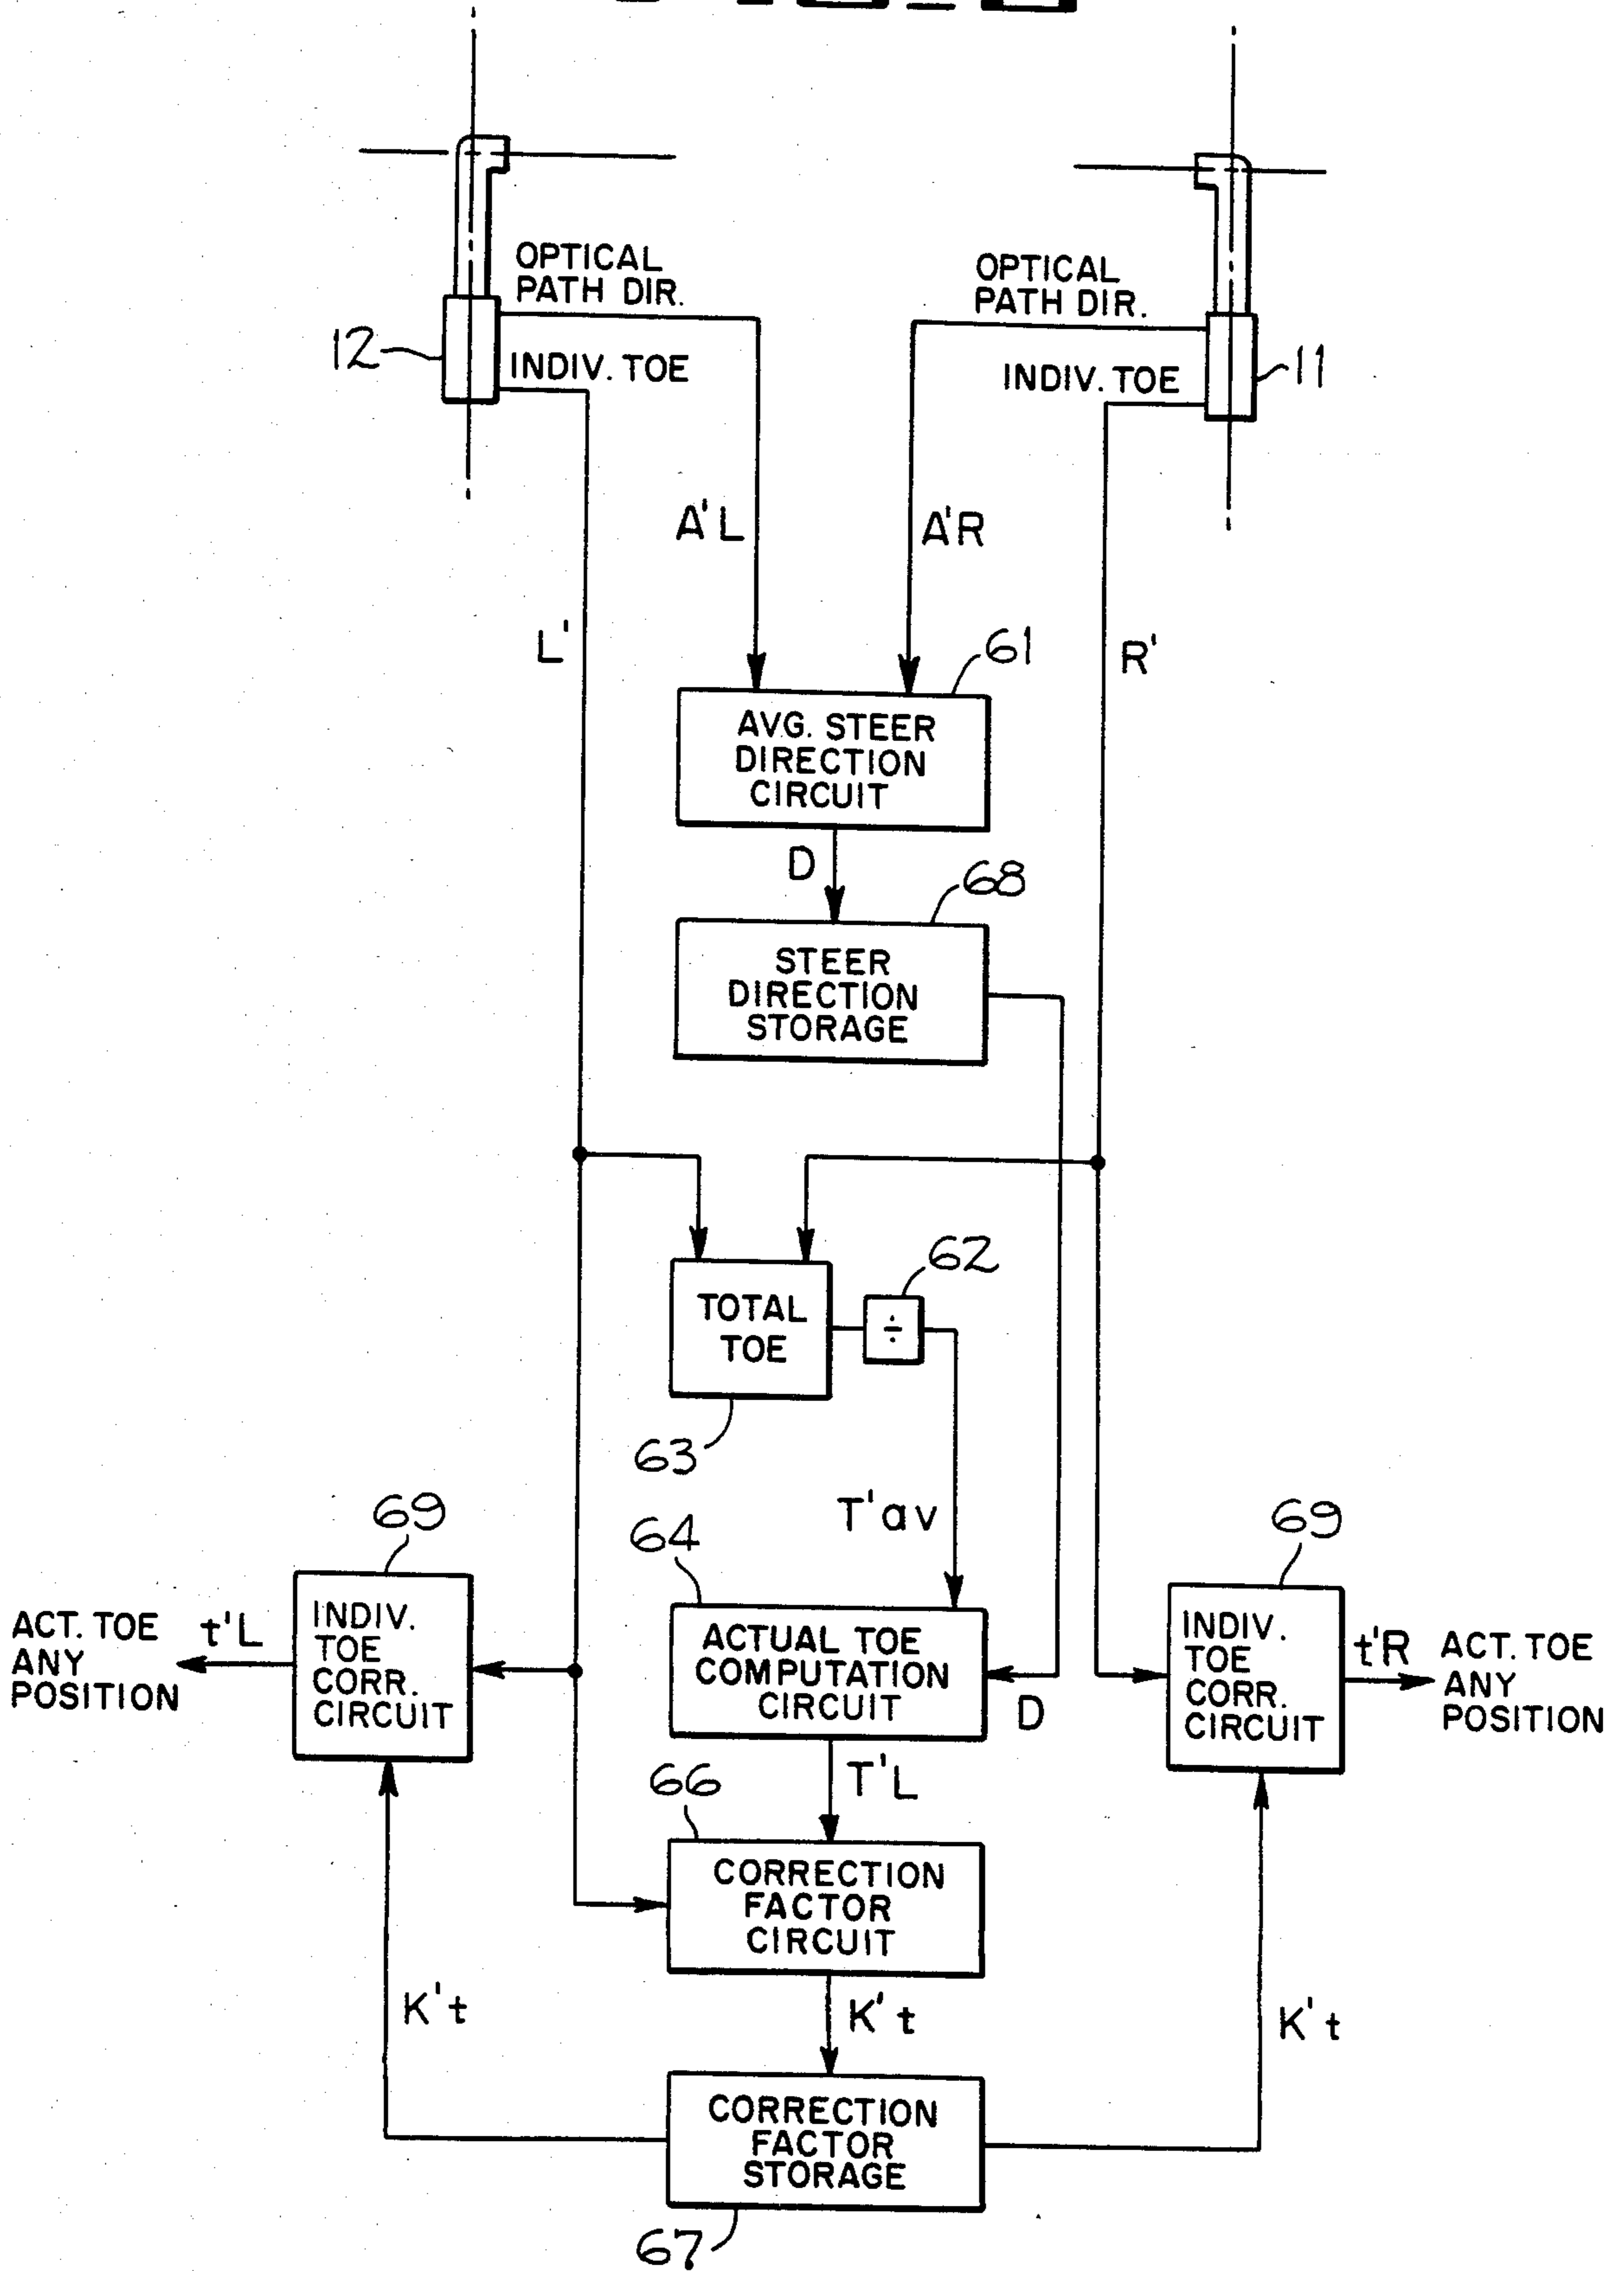 OPTICAL
PATH DIR.
OPTICAL
PATH DIR.
12
INDIV. TOE
INDIV. TOE
11
A'L
A'R
L'
R'
61
AVG. STEER
DIRECTION
CIRCUIT
D
68
STEER
DIRECTION
STORAGE
62
TOTAL
TOE
÷
63
T'av
69
64
69
ACT. TOE
ANY
POSITION
t'L
INDIV.
TOE
CORR.
CIRCUIT
ACTUAL TOE
COMPUTATION
CIRCUIT
D
INDIV.
TOE
CORR.
CIRCUIT
t'R
ACT. TOE
ANY
POSITION
66
T'L
CORRECTION
FACTOR
CIRCUIT
K't
K't
K't
CORRECTION
FACTOR
STORAGE
67